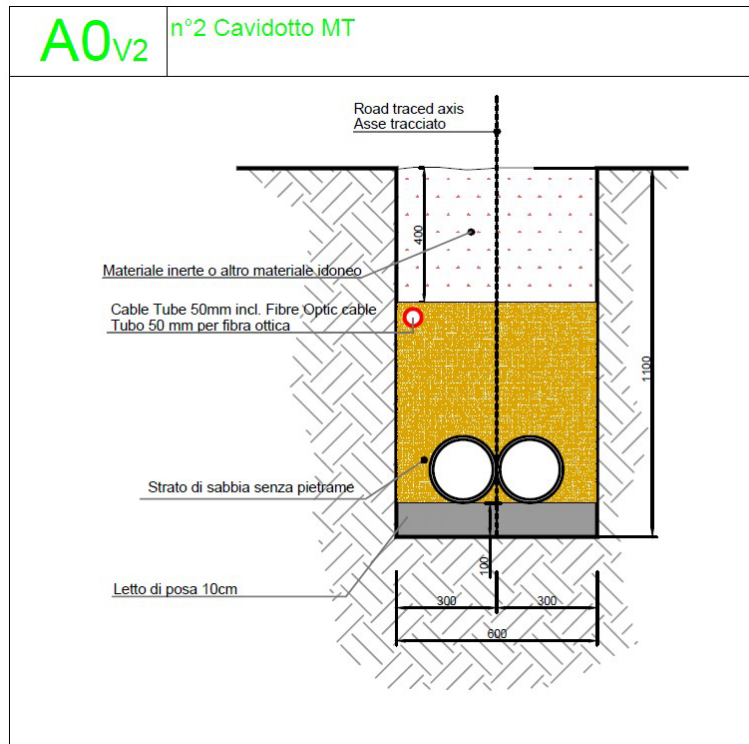 A0V2
n°2 Cavidotto MT
Road traced axis
Asse tracciato
400
Materiale inerte o altro materiale idoneo
Cable Tube 50mm incl. Fibre Optic cable
Tubo 50 mm per fibra ottica
1100
Strato di sabbia senza pietrame
100
Letto di posa 10cm
300
300
600